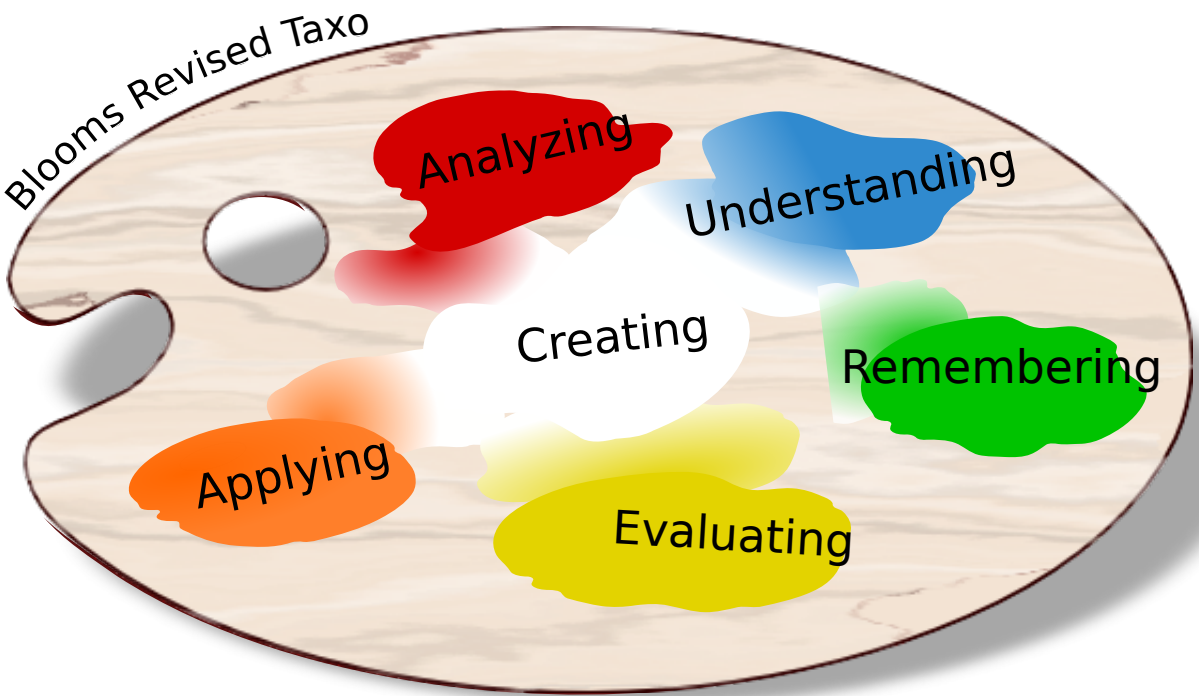 Blooms Revised Taxo
Analyzing
Understanding
Creating
Remembering
Applying
Evaluating